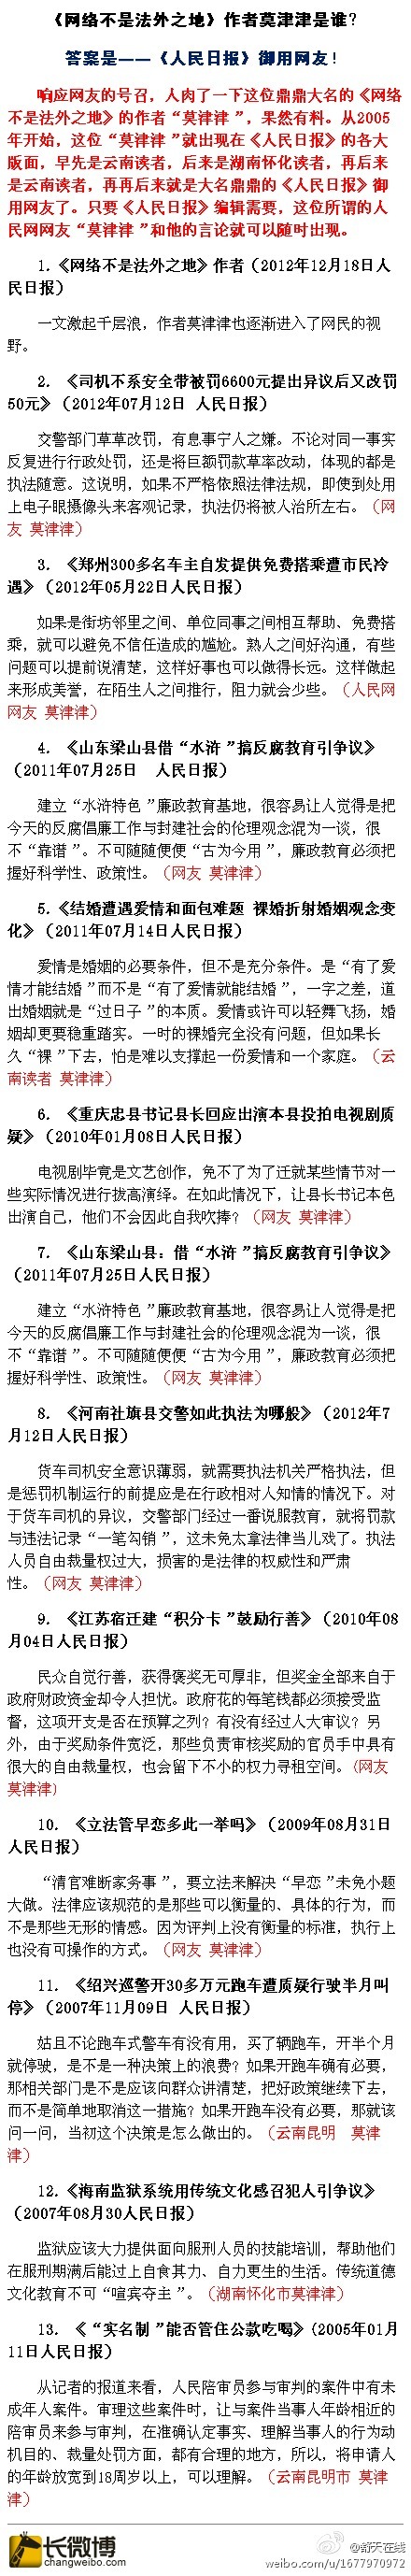 《网络不是法外之地》作者莫津津是谁？
答案是——《人民日报》御用网友！
响应网友的号召，人肉了一下这位鼎鼎大名的《网络
不是法外之地》的作者“莫津津”，果然有料。从2005
年开始，这位“莫津津”就出现在《人民日报》的各大
版面，早先是云南读者，后来是湖南怀化读者，再后来
是云南读者，再再后来就是大名鼎鼎的《人民日报》御
用网友了。只要《人民日报》编辑需要，这位所谓的人
民网网友“莫津津”和他的言论就可以随时出现。
1.《网络不是法外之地》作者（2012年12月18日人
民日报）
一文激起千层浪，作者莫津津也逐渐进入了网民的视
野。
2. 《司机不系安全带被罚6600元提出异议后又改罚
50元》（2012年07月12日 人民日报）
交警部门草草改罚，有息事宁人之嫌。不论对同一事实
反复进行行政处罚，还是将巨额罚款草率改动，体现的都是
执法随意。这说明，如果不严格依照法律法规，即使到处用
上电子眼摄像头来客观记录，执法仍将被人治所左右。（网
友 莫津津）
3. 《郑州300多名车主自发提供免费搭乘遭市民冷
遇》（2012年05月22日人民日报）
如果是街坊邻里之间、单位同事之间相互帮助、免费搭
乘，就可以避免不信任造成的尴尬。熟人之间好沟通，有些
问题可以提前说清楚，这样好事也可以做得长远。这样做起
来形成美誉，在陌生人之间推行，阻力就会少些。（人民网
网友 莫津津）
4. 《山东梁山县借“水浒”搞反腐教育引争议》
（2011年07月25日 人民日报）
建立“水浒特色”廉政教育基地，很容易让人觉得是把
今天的反腐倡廉工作与封建社会的伦理观念混为一谈，很
不“靠谱”。不可随随便便“古为今用”，廉政教育必须把
握好科学性、政策性。（网友 莫津津）
5.《结婚遭遇爱情和面包难题 裸婚折射婚姻观念变
化》（2011年07月14日人民日报）
爱情是婚姻的必要条件，但不是充分条件。是“有了爱
情才能结婚”而不是“有了爱情就能结婚”，一字之差，道
出婚姻就是“过日子”的本质。爱情或许可以轻舞飞扬，婚
姻却更要稳重踏实。一时的裸婚完全没有问题，但如果长
久“裸”下去，怕是难以支撑起一份爱情和一个家庭。（云
南读者 莫津津）
6. 《重庆忠县书记县长回应出演本县投拍电视剧质
疑》（2010年01月08日人民日报）
电视剧毕竟是文艺创作，免不了为了迁就某些情节对一
些实际情况进行拔高演绎。在如此情况下，让县长书记本色
出演自己，他们不会因此自我吹捧？（网友 莫津津）
7. 《山东梁山县：借“水浒”搞反腐教育引争议》
（2011年07月25日人民日报）
建立“水浒特色”廉政教育基地，很容易让人觉得是把
今天的反腐倡廉工作与封建社会的伦理观念混为一谈，很
不“靠谱”。不可随随便便“古为今用”，廉政教育必须把
握好科学性、政策性。（网友 莫津津）
8. 《河南社旗县交警如此执法为哪般》（2012年7
月12日人民日报）
货车司机安全意识薄弱，就需要执法机关严格执法，但
是惩罚机制运行的前提应是在行政相对人知情的情况下。对
于货车司机的异议，交警部门经过一番说服教育，就将罚款
与违法记录“一笔勾销”，这未免太拿法律当儿戏了。执法
人员自由裁量权过大，损害的是法律的权威性和严肃
性。（网友 莫津津）
9. 《江苏宿迁建“积分卡”鼓励行善》（2010年08
月04日人民日报）
民众自觉行善，获得褒奖无可厚非，但奖金全部来自于
政府财政资金却令人担忧。政府花的每笔钱都必须接受监
督，这项开支是否在预算之列？有没有经过人大审议？另
外，由于奖励条件宽泛，那些负责审核奖励的官员手中具有
很大的自由裁量权，也会留下不小的权力寻租空间。(网友
莫津津)
10. 《立法管早恋多此一举吗》（2009年08月31日
人民日报）
“清官难断家务事”，要立法来解决“早恋”未免小题
大做。法律应该规范的是那些可以衡量的、具体的行为，而
不是那些无形的情感。因为评判上没有衡量的标准，执行上
也没有可操作的方式。（网友 莫津津）
11. 《绍兴巡警开30多万元跑车遭质疑行驶半月叫
停》（2007年11月09日 人民日报）
姑且不论跑车式警车有没有用，买了辆跑车，开半个月
就停驶，是不是一种决策上的浪费？如果开跑车确有必要，
那相关部门是不是应该向群众讲清楚，把好政策继续下去，
而不是简单地取消这一措施？如果开跑车没有必要，那就该
问一问，当初这个决策是怎么做出的。（云南昆明 莫津
津）
12. 《海南监狱系统用传统文化感召犯人引争议》
（2007年08月30人民日报）
监狱应该大力提供面向服刑人员的技能培训，帮助他们
在服刑期满后能过上自食其力、自力更生的生活。传统道德
文化教育不可“喧宾夺主”。（湖南怀化市莫津津）
13. 《“实名制”能否管住公款吃喝》(2005年01月
11日人民日报）
从记者的报道来看，人民陪审员参与审判的案件中有未
成年人案件。审理这些案件时，让与案件当事人年龄相近的
陪审员来参与审判，在准确认定事实、理解当事人的行为动
机目的、裁量处罚方面，都有合理的地方，所以，将申请人
的年龄放宽到18周岁以上，可以理解。（云南昆明市 莫津
津）
长微博
changweibo.com
@舒天在线
weibo.com/u/1677970972